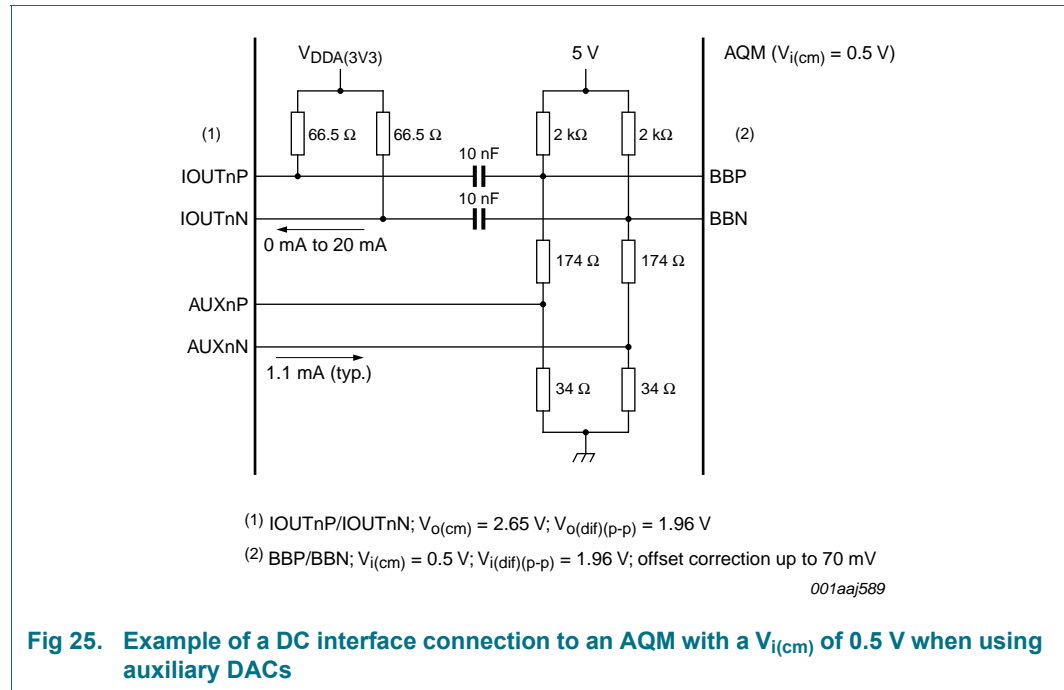 V_DDA(3V3) 5 V AQM (V_i(cm) = 0.5 V)
(1) 66.5 Ω 66.5 Ω 2 kΩ 2 kΩ (2)
10 nF
IOUTnP BBP
10 nF
IOUTnN BBN
0 mA to 20 mA
174 Ω 174 Ω
AUXnP
AUXnN
1.1 mA (typ.)
34 Ω 34 Ω
(1) IOUTnP/IOUTnN; V_o(cm) = 2.65 V; V_o(dif)(p-p) = 1.96 V
(2) BBP/BBN; V_i(cm) = 0.5 V; V_i(dif)(p-p) = 1.96 V; offset correction up to 70 mV
001aaj589
Fig 25. Example of a DC interface connection to an AQM with a V_i(cm) of 0.5 V when using
auxiliary DACs